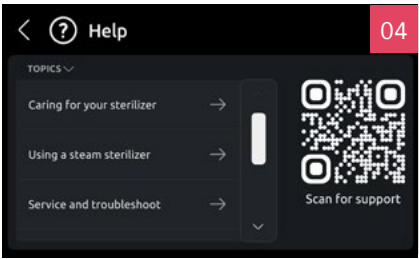 Help
04
TOPICS
Caring for your sterilizer
Using a steam sterilizer
Service and troubleshoot
Scan for support